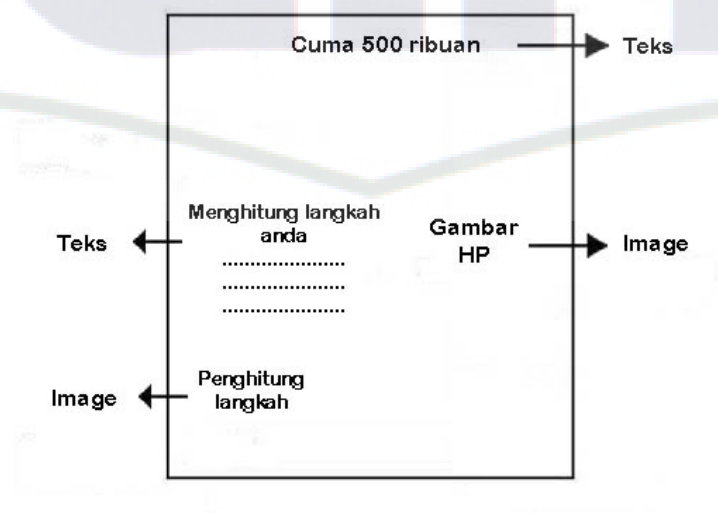 Cuma 500 ribuan
Teks
Menghitung langkah
anda
......................
......................
......................
Teks
Gambar
HP
Image
Penghitung
langkah
Image